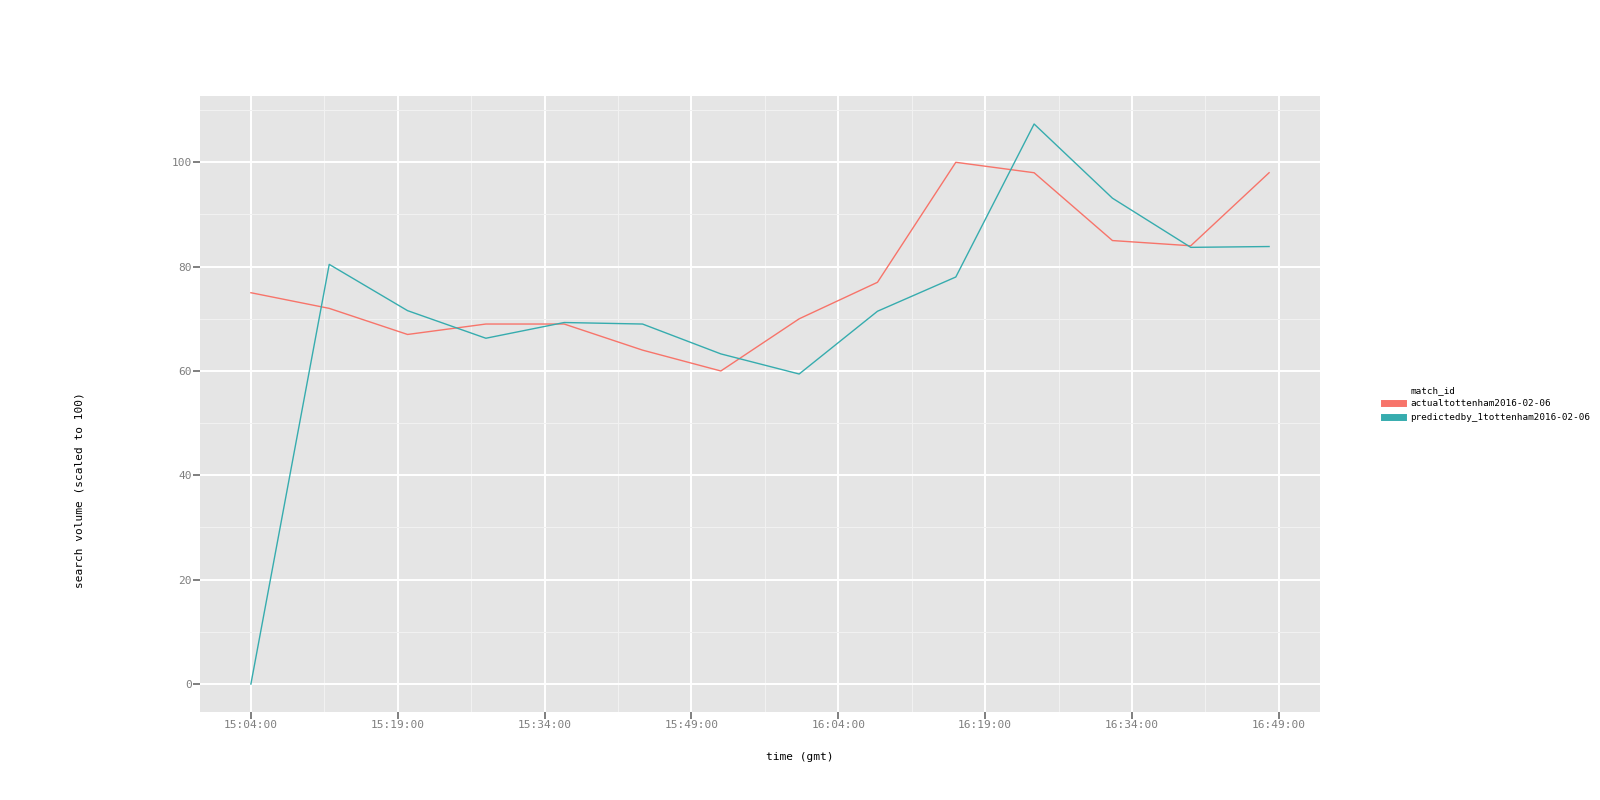 100
80
60
40
20
0
search volume (scaled to 100)
15:04:00 15:19:00 15:34:00 15:49:00 16:04:00 16:19:00 16:34:00 16:49:00
time (gmt)
match_id
actualtottenham2016-02-06
predictedby_1tottenham2016-02-06